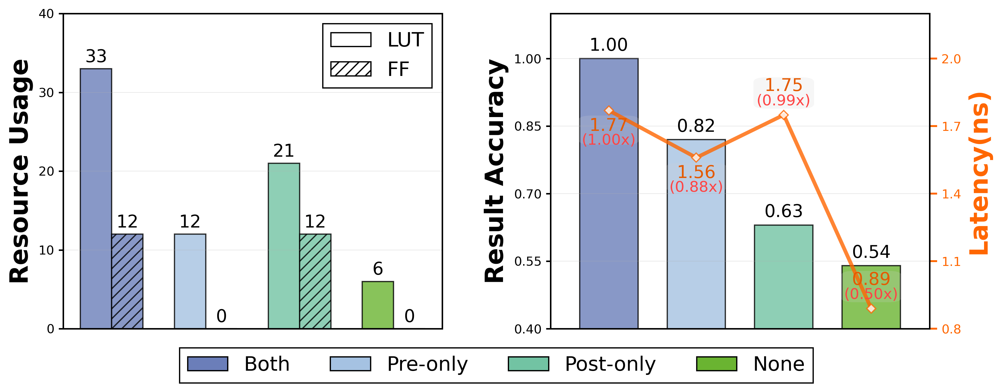 Resource Usage
40
30
20
10
0
33
12
12
0
21
12
6
0
LUT
FF
Result Accuracy
1.00
0.85
0.70
0.55
0.40
1.00
0.82
0.63
0.54
1.77
(1.00x)
1.56
(0.88x)
1.75
(0.99x)
0.89
(0.50x)
2.0
1.7
1.4
1.1
0.8
Latency(ns)
Both
Pre-only
Post-only
None